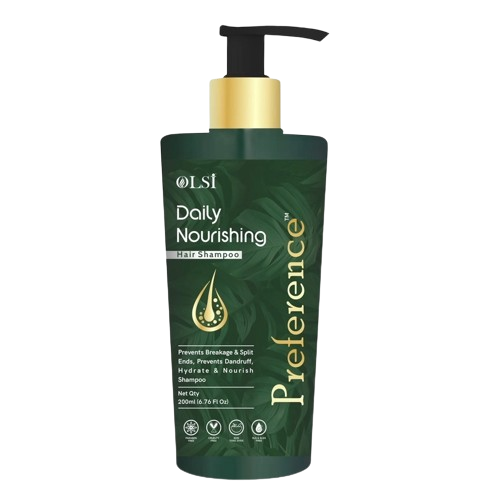 OLSI
Daily
Nourishing
Hair Shampoo
Prevents Breakage & Split
Ends, Prevents Dandruff,
Hydrate & Nourish
Shampoo
Net Qty
200ml (6.76 Fl Oz)
Preference™